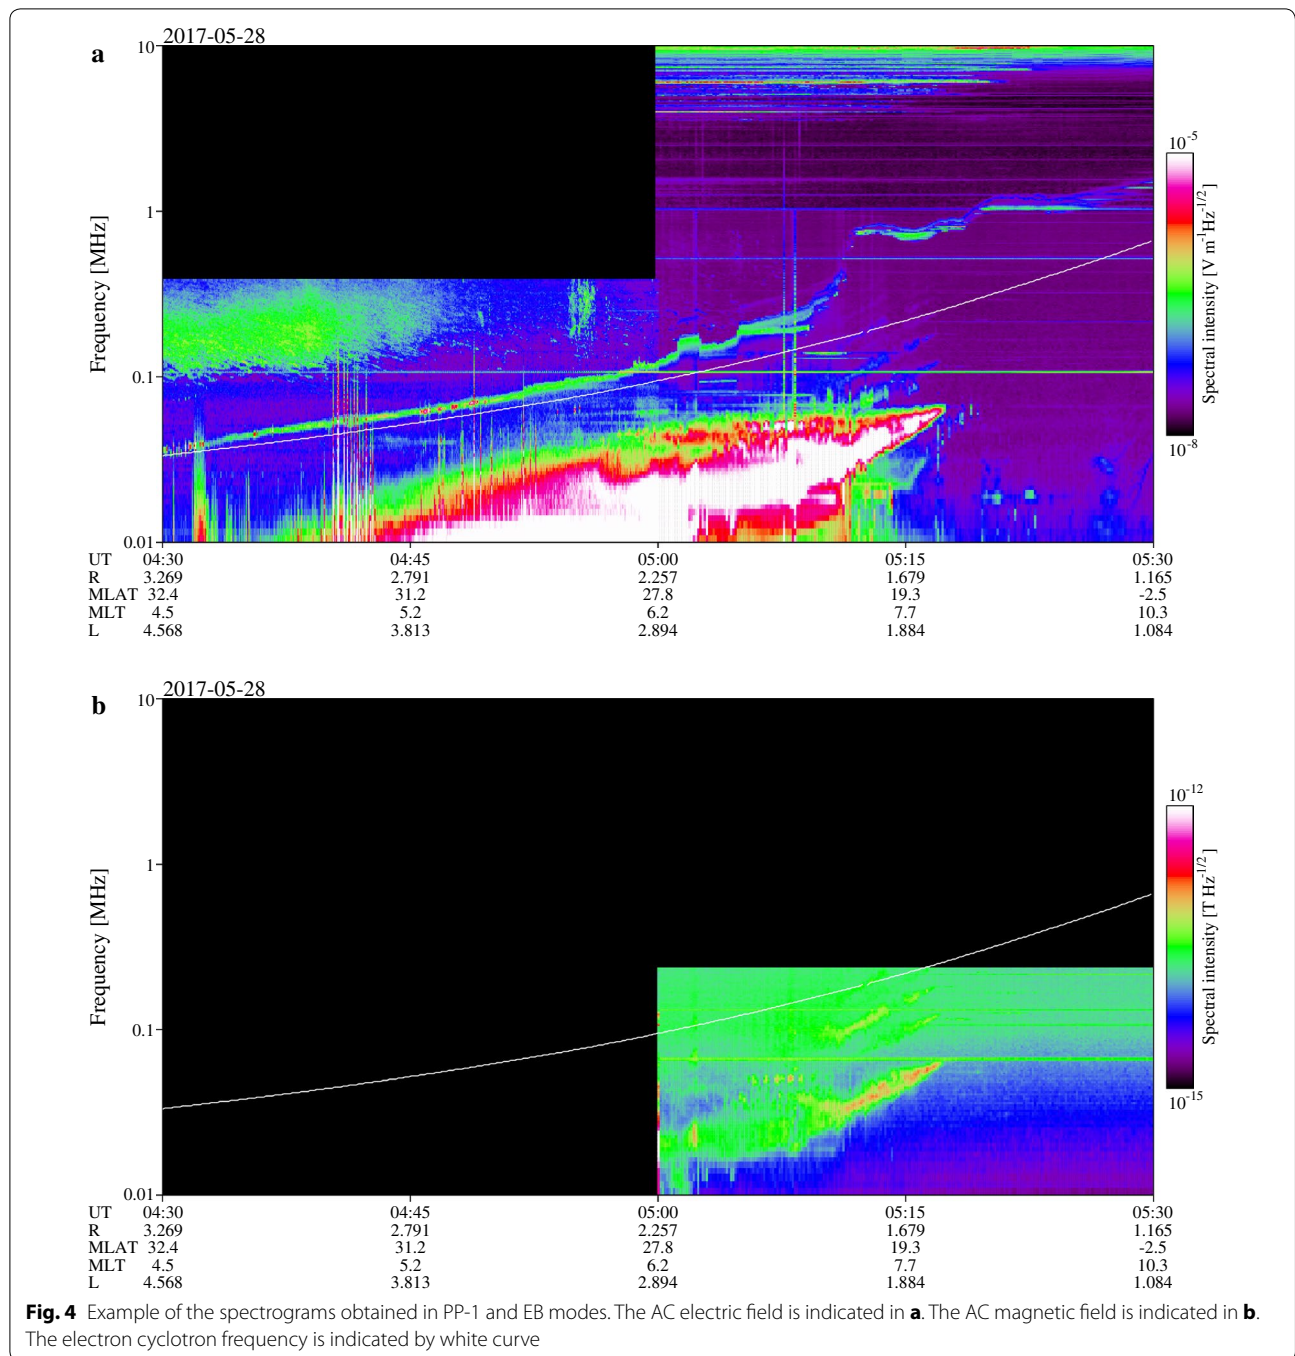 a
2017-05-28
10
1
0.1
0.01
Frequency [MHz]
10-5
10-8
Spectral intensity [V m-1Hz-1/2]
UT 04:30 04:45 05:00 05:15 05:30
R 3.269 2.791 2.257 1.679 1.165
MLAT 32.4 31.2 27.8 19.3 -2.5
MLT 4.5 5.2 6.2 7.7 10.3
L 4.568 3.813 2.894 1.884 1.084
b
2017-05-28
10
1
0.1
0.01
Frequency [MHz]
10-12
10-15
Spectral intensity [T Hz-1/2]
UT 04:30 04:45 05:00 05:15 05:30
R 3.269 2.791 2.257 1.679 1.165
MLAT 32.4 31.2 27.8 19.3 -2.5
MLT 4.5 5.2 6.2 7.7 10.3
L 4.568 3.813 2.894 1.884 1.084
Fig. 4 Example of the spectrograms obtained in PP-1 and EB modes. The AC electric field is indicated in a. The AC magnetic field is indicated in b.
The electron cyclotron frequency is indicated by white curve